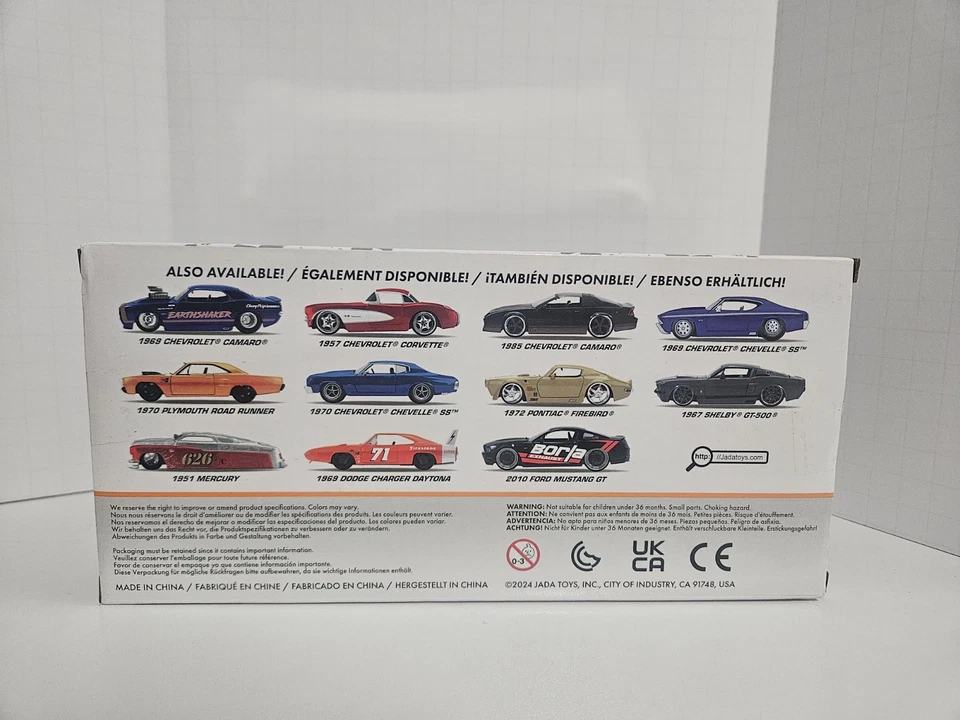 ALSO AVAILABLE! / ÉGALEMENT DISPONIBLE! / ¡TAMBIÉN DISPONIBLE! / EBENSO ERHÄLTLICH!
EARTHSHAKER
1969 CHEVROLET® CAMARO®
1957 CHEVROLET® CORVETTE®
1985 CHEVROLET® CAMARO®
1969 CHEVROLET® CHEVELLE® SS™
1970 PLYMOUTH ROAD RUNNER
1970 CHEVROLET® CHEVELLE® SS™
1972 PONTIAC® FIREBIRD®
1967 SHELBY® GT-500®
626
71
Firestone
Borla
EXHAUST
http: //Jadatoys.com
1951 MERCURY
1969 DODGE CHARGER DAYTONA
2010 FORD MUSTANG GT
We reserve the right to improve or amend product specifications. Colors may vary.
Nous nous réservons le droit d'améliorer ou de modifier les spécifications des produits. Les couleurs peuvent varier.
Nos reservamos el derecho de mejorar o modificar las especificaciones del producto. Los colores pueden variar.
Wir behalten uns das Recht vor, die Produktspezifikationen zu verbessern oder zu verändern.
Abweichungen des Produkts in Farbe und Gestaltung vorbehalten.
Packaging must be retained since it contains important information.
Veuillez conserver l'emballage pour toute future référence.
Favor de conservar el empaque ya que contiene información importante.
Diese Verpackung für mögliche Rückfragen bitte aufbewahren, da sie wichtige Informationen enthält.
MADE IN CHINA / FABRIQUÉ EN CHINE / FABRICADO EN CHINA / HERGESTELLT IN CHINA
WARNING: Not suitable for children under 36 months. Small parts. Choking hazard.
ATTENTION: Ne convient pas aux enfants de moins de 36 mois. Petites pièces. Risque d'étouffement.
ADVERTENCIA: No apto para niños menores de 36 meses. Piezas pequeñas. Peligro de asfixia.
ACHTUNG! Nicht für Kinder unter 36 Monaten geeignet. Enthält verschluckbare Kleinteile. Erstickungsgefahr!
0-3
UK
CA
CE
©2024 JADA TOYS, INC., CITY OF INDUSTRY, CA 91748, USA